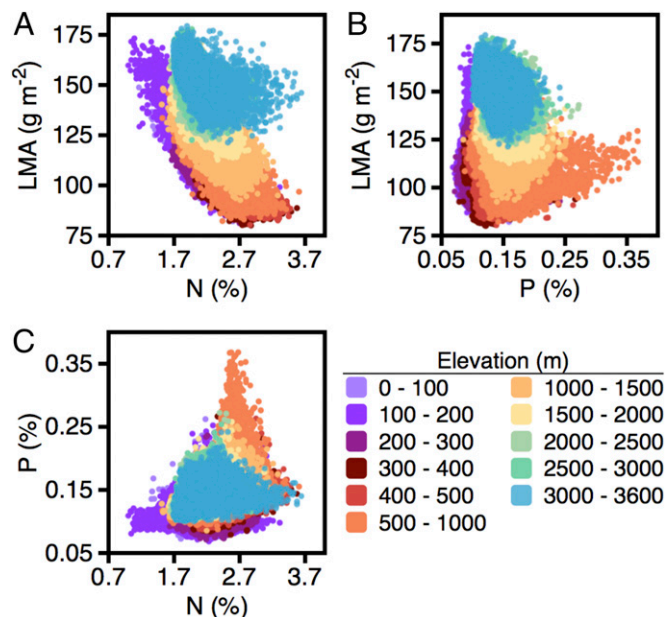 A
175
150
125
100
75
LMA (g m⁻²)
0.7 1.7 2.7 3.7
N (%)
B
175
150
125
100
75
LMA (g m⁻²)
0.05 0.15 0.25 0.35
P (%)
C
0.35
0.25
0.15
0.05
P (%)
0.7 1.7 2.7 3.7
N (%)
Elevation (m)
0 - 100
100 - 200
200 - 300
300 - 400
400 - 500
500 - 1000
1000 - 1500
1500 - 2000
2000 - 2500
2500 - 3000
3000 - 3600